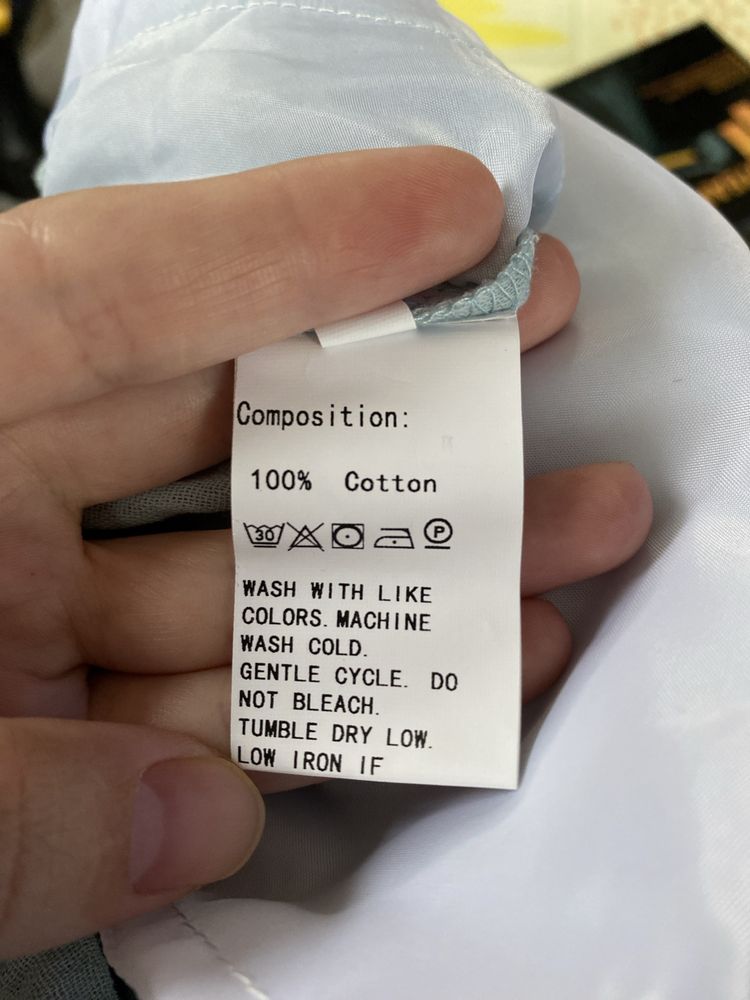 Composition:
100% Cotton
30 P
WASH WITH LIKE
COLORS. MACHINE
WASH COLD.
GENTLE CYCLE. DO
NOT BLEACH.
TUMBLE DRY LOW.
LOW IRON IF